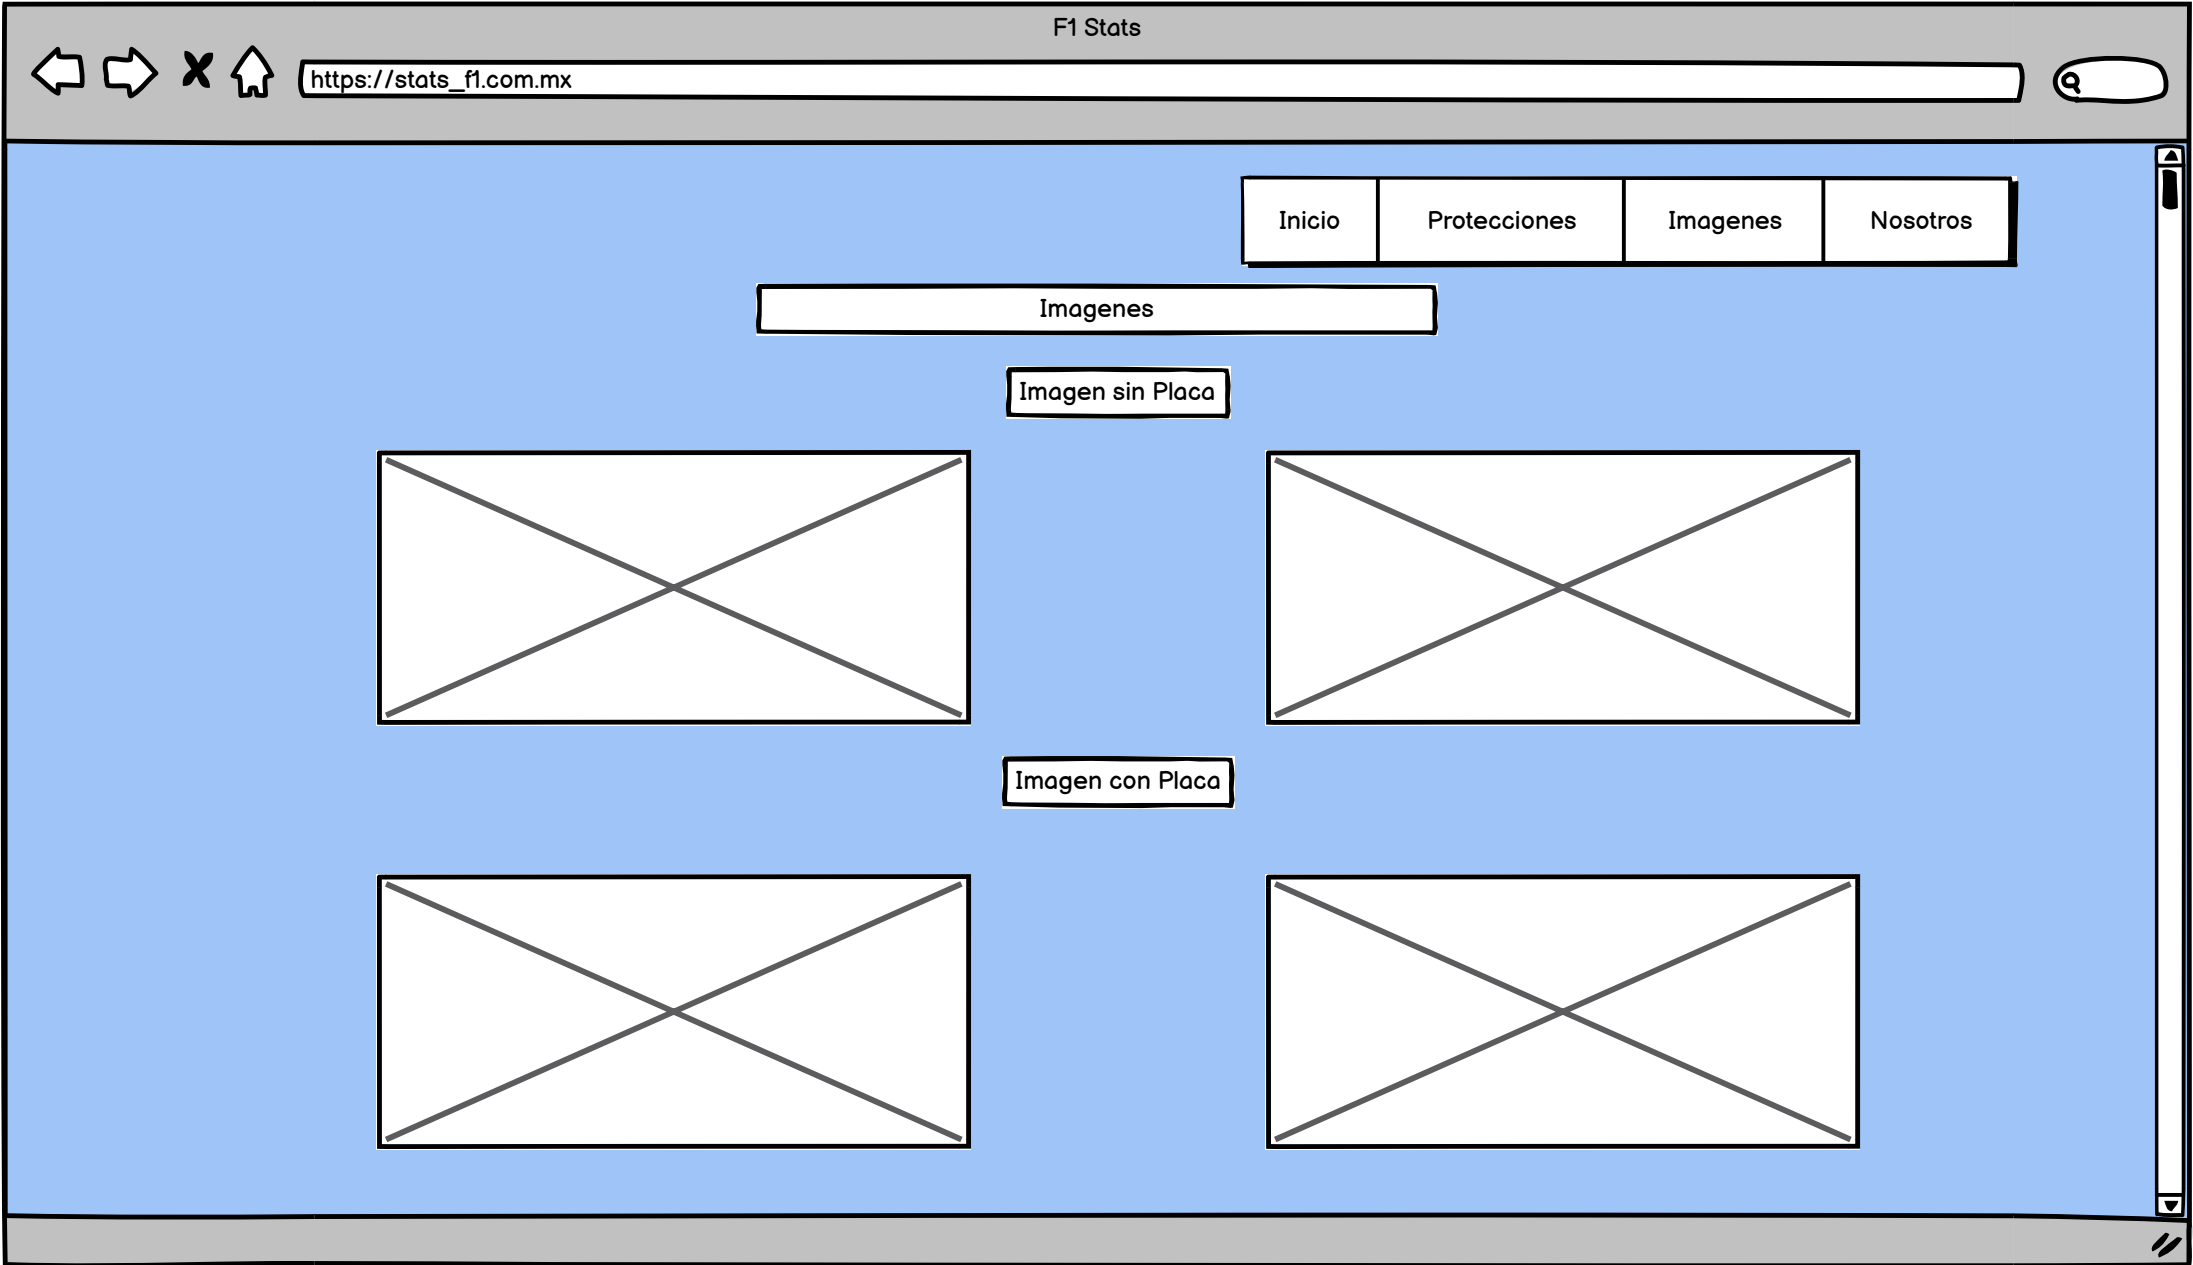 F1 Stats
https://stats_f1.com.mx
Inicio Protecciones Imagenes Nosotros
Imagenes
Imagen sin Placa
Imagen con Placa